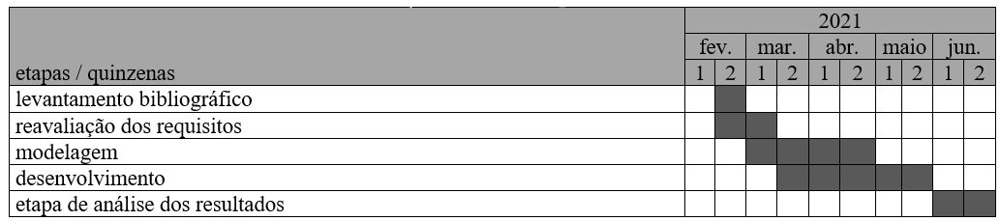 2021
fev. mar. abr. maio jun.
etapas / quinzenas 1 2 1 2 1 2 1 2 1 2
levantamento bibliográfico
reavaliação dos requisitos
modelagem
desenvolvimento
etapa de análise dos resultados